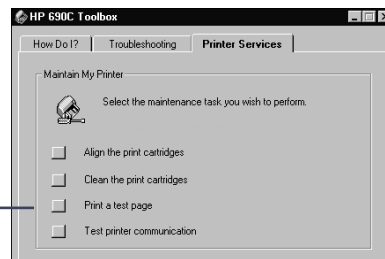 HP 690C Toolbox
How Do I? Troubleshooting Printer Services
Maintain My Printer
Select the maintenance task you wish to perform.
Align the print cartridges
Clean the print cartridges
Print a test page
Test printer communication